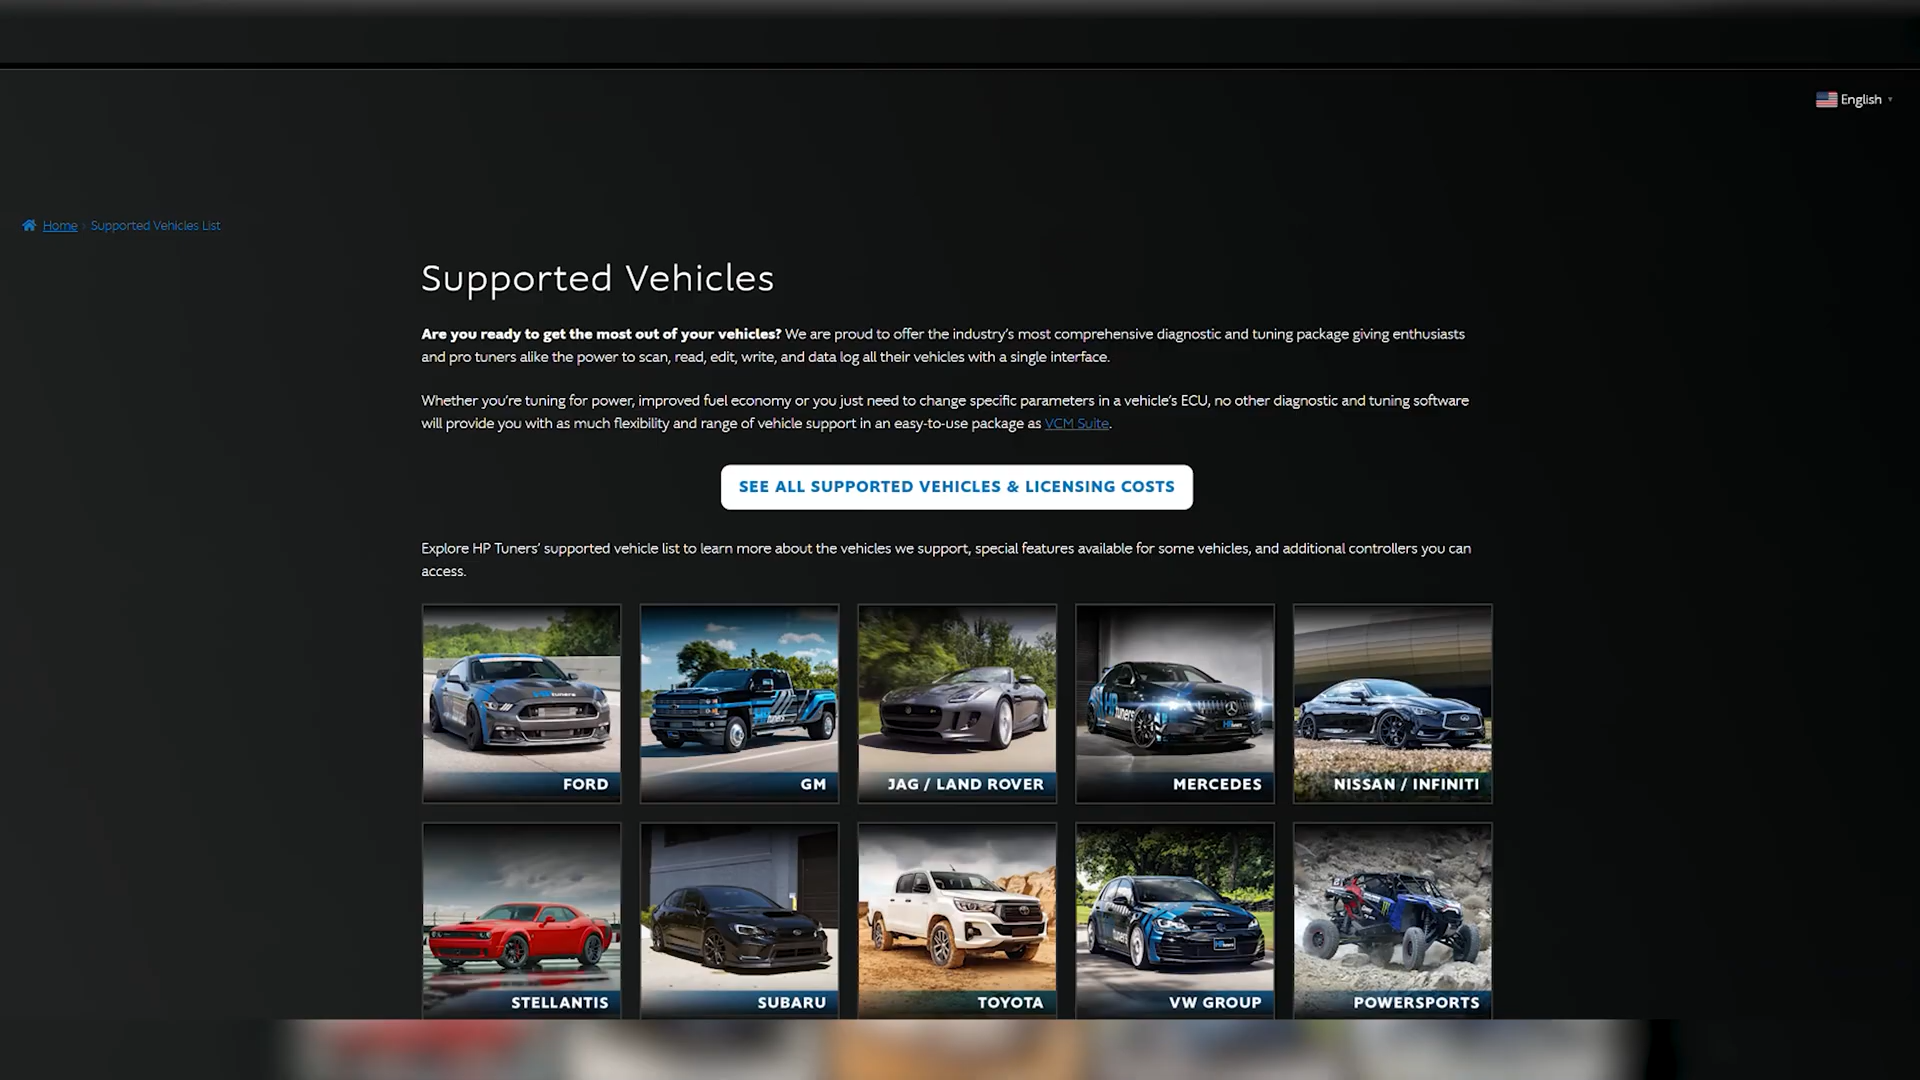 English
Home › Supported Vehicles List
Supported Vehicles
Are you ready to get the most out of your vehicles? We are proud to offer the industry's most comprehensive diagnostic and tuning package giving enthusiasts
and pro tuners alike the power to scan, read, edit, write, and data log all their vehicles with a single interface.
Whether you're tuning for power, improved fuel economy or you just need to change specific parameters in a vehicle's ECU, no other diagnostic and tuning software
will provide you with as much flexibility and range of vehicle support in an easy-to-use package as VCM Suite.
SEE ALL SUPPORTED VEHICLES & LICENSING COSTS
Explore HP Tuners' supported vehicle list to learn more about the vehicles we support, special features available for some vehicles, and additional controllers you can
access.
FORD
GM
JAG / LAND ROVER
MERCEDES
NISSAN / INFINITI
STELLANTIS
SUBARU
TOYOTA
VW GROUP
POWERSPORTS